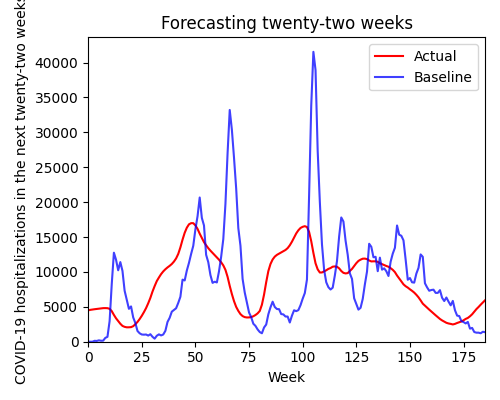 Forecasting twenty-two weeks
COVID-19 hospitalizations in the next twenty-two weeks
40000
35000
30000
25000
20000
15000
10000
5000
0
Actual
Baseline
0 25 50 75 100 125 150 175
Week